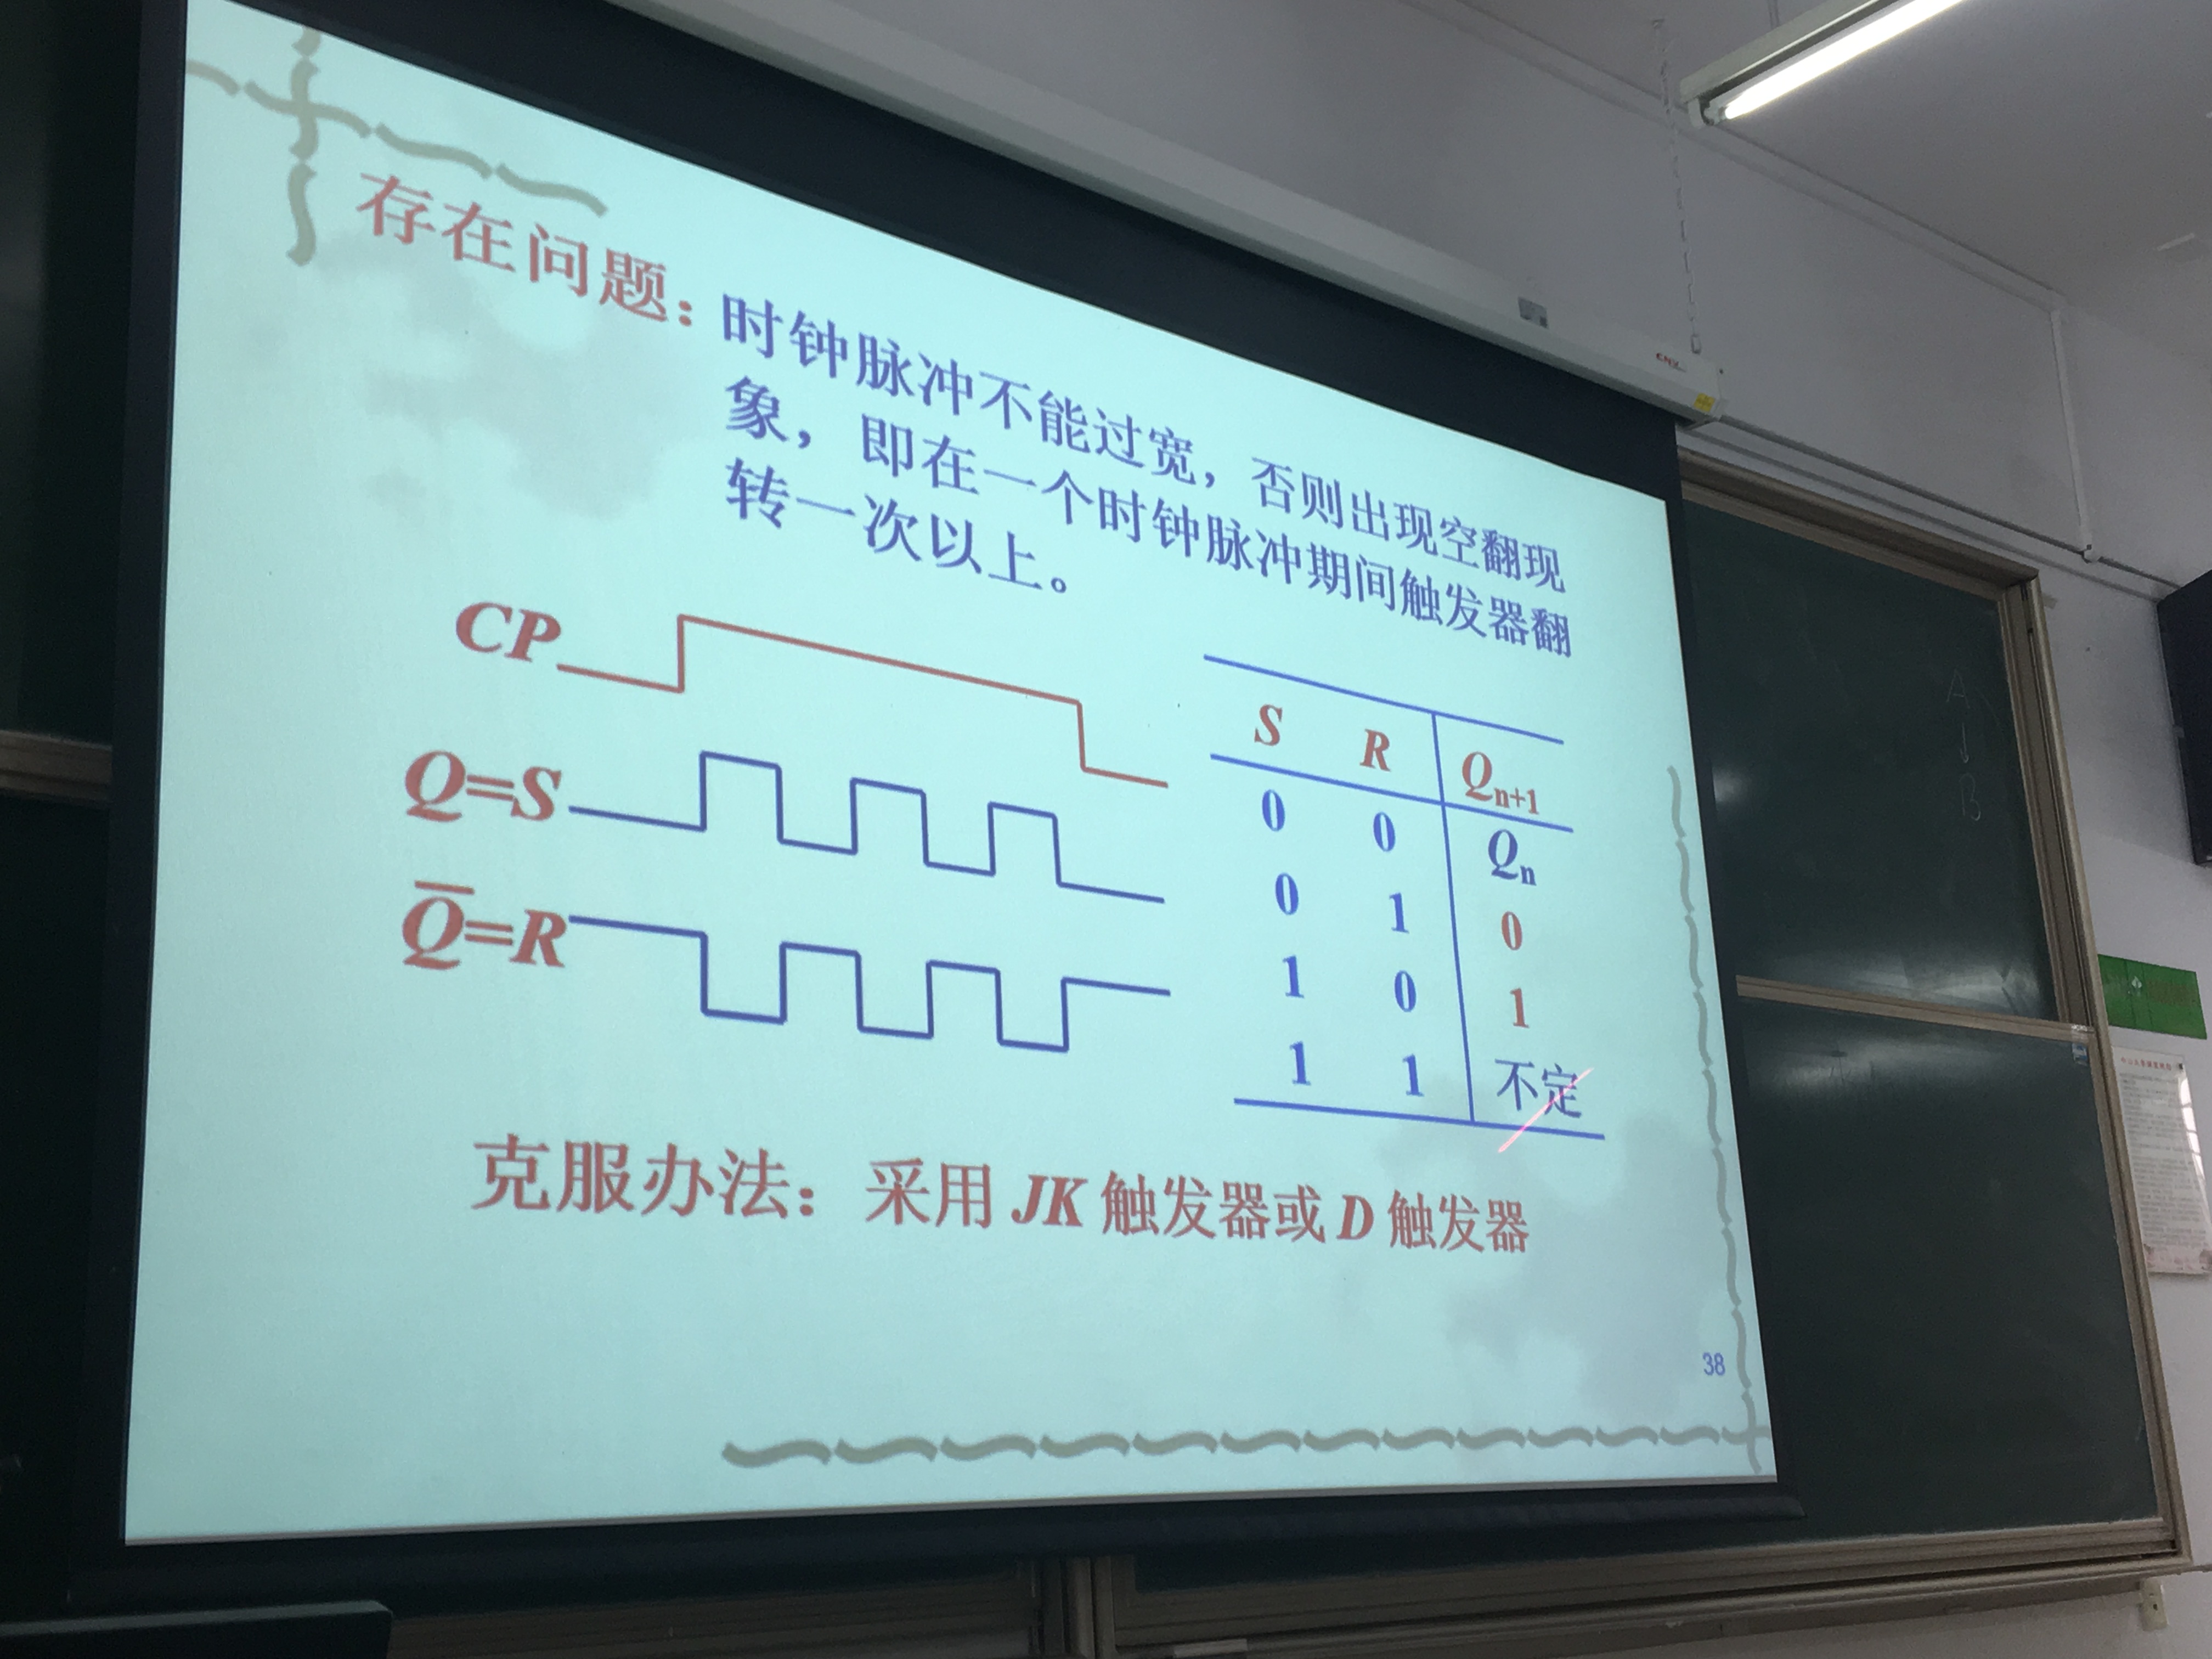 存在问题：
时钟脉冲不能过宽，否则出现空翻现
象，即在一个时钟脉冲期间触发器翻
转一次以上。
CP
Q=S
Q̅=R
S R Qn+1
0 0 Qn
0 1 0
1 0 1
1 1 不定
克服办法：采用 JK 触发器或 D 触发器
38
A
↓
B